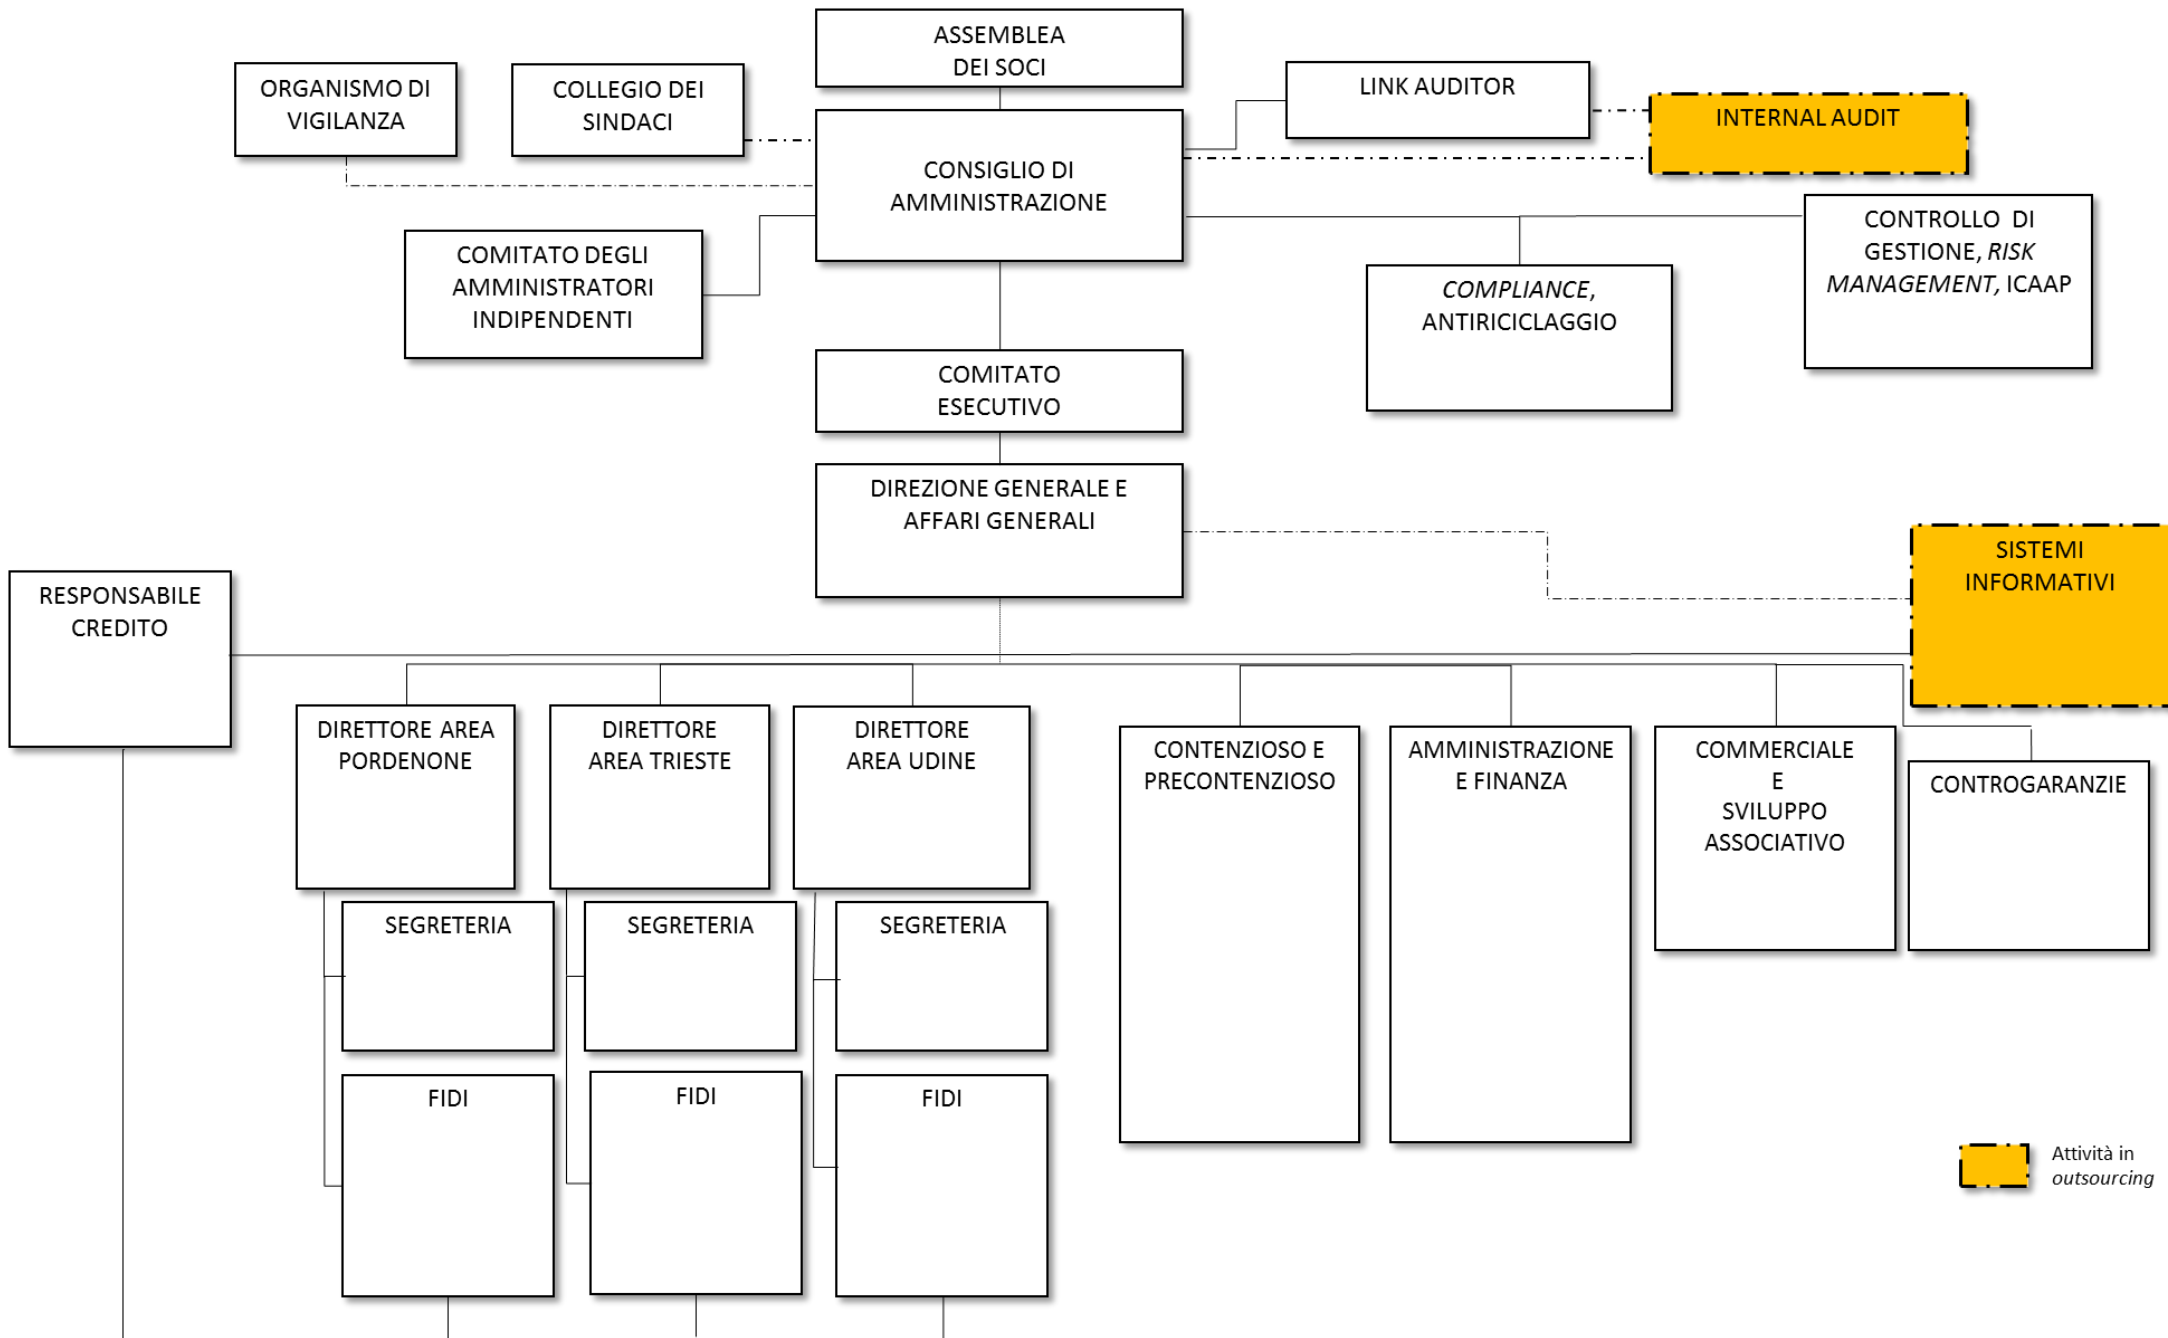 ASSEMBLEA
DEI SOCI
ORGANISMO DI
VIGILANZA
COLLEGIO DEI
SINDACI
LINK AUDITOR
INTERNAL AUDIT
CONSIGLIO DI
AMMINISTRAZIONE
COMITATO DEGLI
AMMINISTRATORI
INDIPENDENTI
COMPLIANCE,
ANTIRICICLAGGIO
CONTROLLO DI
GESTIONE, RISK
MANAGEMENT, ICAAP
COMITATO
ESECUTIVO
DIREZIONE GENERALE E
AFFARI GENERALI
SISTEMI
INFORMATIVI
RESPONSABILE
CREDITO
DIRETTORE AREA
PORDENONE
DIRETTORE
AREA TRIESTE
DIRETTORE
AREA UDINE
CONTENZIOSO E
PRECONTENZIOSO
AMMINISTRAZIONE
E FINANZA
COMMERCIALE
E
SVILUPPO
ASSOCIATIVO
CONTROGARANZIE
SEGRETERIA
SEGRETERIA
SEGRETERIA
FIDI
FIDI
FIDI
Attività in
outsourcing